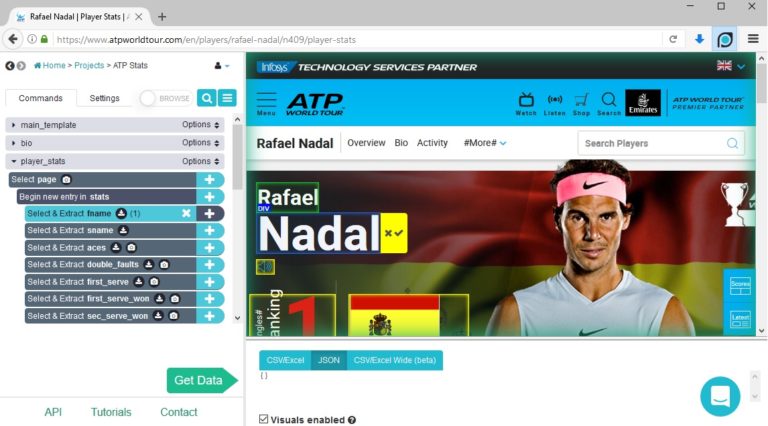 Rafael Nadal | Player Stats | A
https://www.atpworldtour.com/en/players/rafael-nadal/n409/player-stats
Search
Home > Projects > ATP Stats
Commands
Settings
BROWSE
main_template
Options
bio
Options
player_stats
Options
Select page
Begin new entry in stats
Select & Extract fname (1)
Select & Extract sname
Select & Extract aces
Select & Extract double_faults
Select & Extract first_serve
Select & Extract first_serve_won
Select & Extract sec_serve_won
Get Data
API
Tutorials
Contact
Infosys TECHNOLOGY SERVICES PARTNER
Menu
ATP
WORLD TOUR
Watch
Listen
Shop
Search
Emirates
ATP WORLD TOUR
PREMIER PARTNER
Rafael Nadal
Overview
Bio
Activity
#More#
Search Players
Rafael
DIV
Nadal
Singles#
Ranking
1
Scores
Latest
CSV/Excel
JSON
CSV/Excel Wide (beta)
{}
Visuals enabled